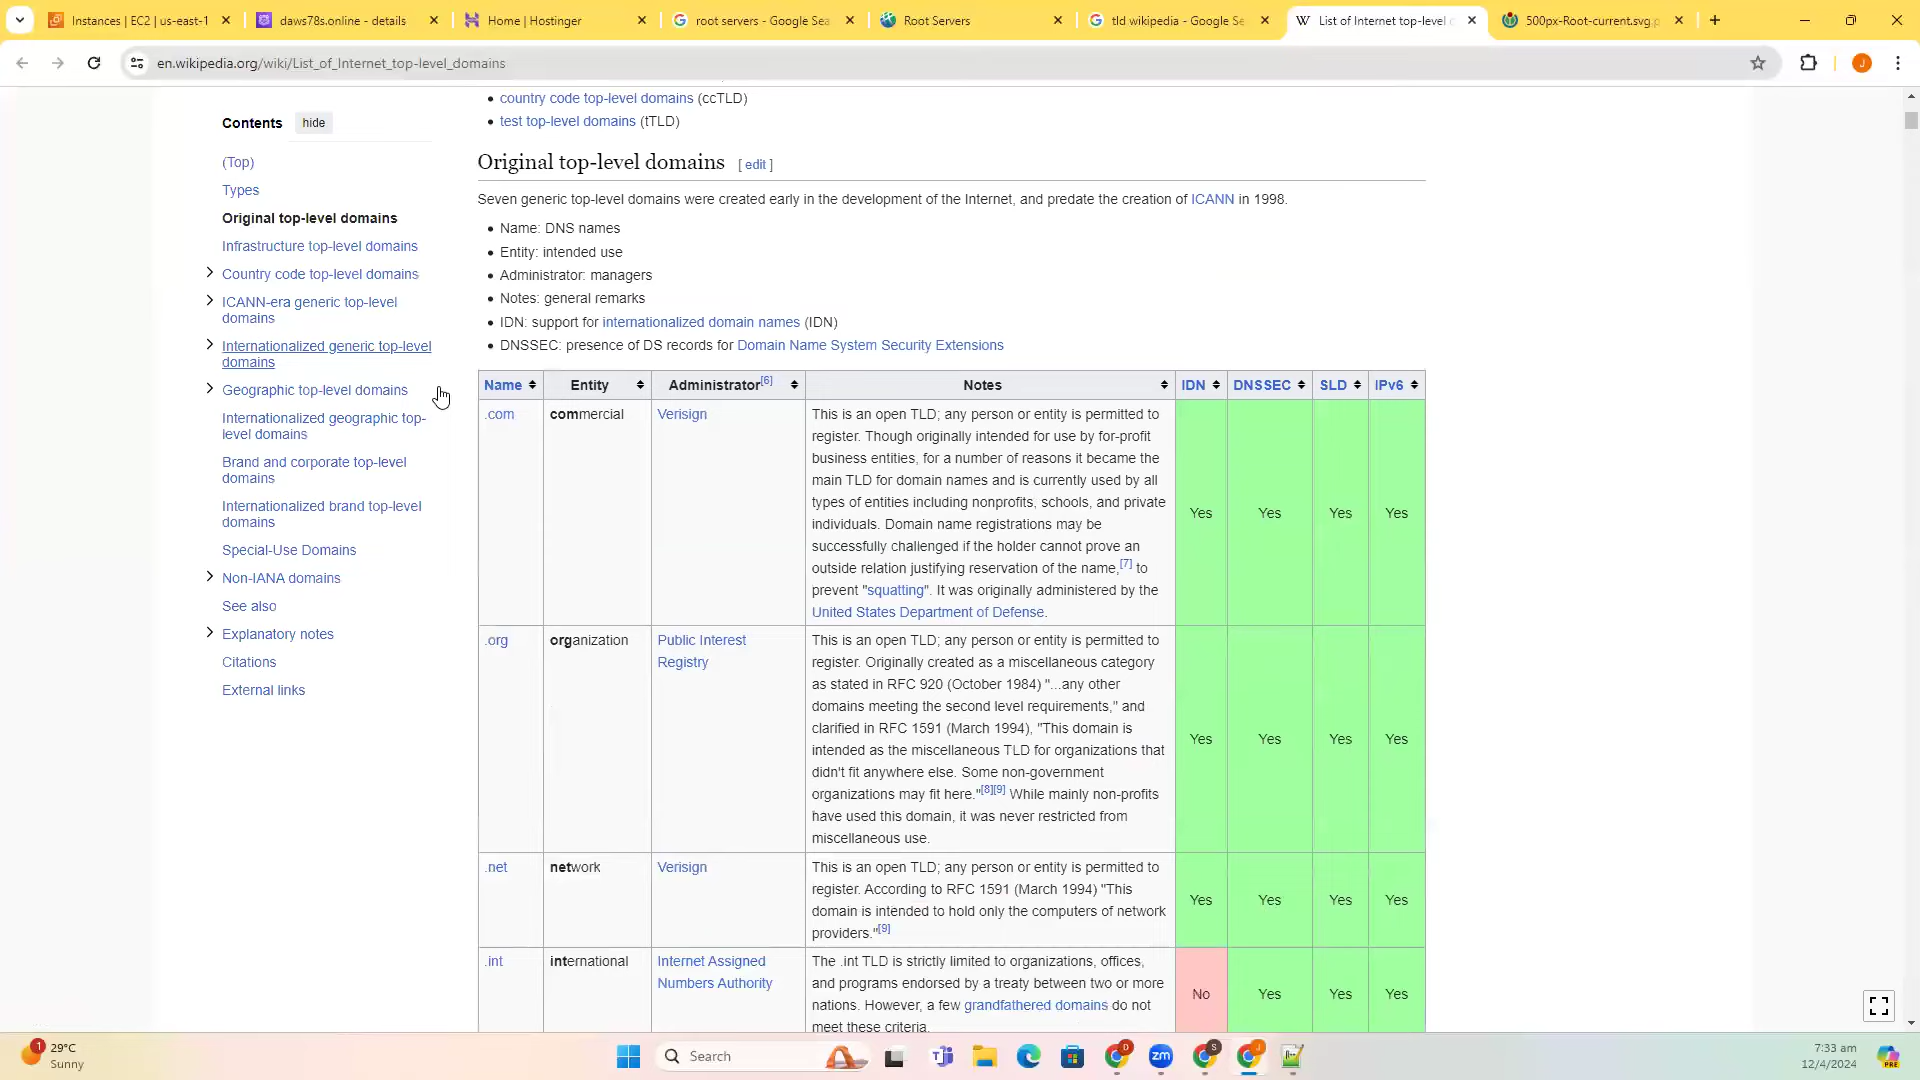 Instances | EC2 | us-east-1
daws78s.online - details
Home | Hostinger
root servers - Google Sea
Root Servers
tld wikipedia - Google Se
List of Internet top-level
500px-Root-current.svg.p
en.wikipedia.org/wiki/List_of_Internet_top-level_domains
J
Contents hide
(Top)
Types
Original top-level domains
Infrastructure top-level domains
Country code top-level domains
ICANN-era generic top-level
domains
Internationalized generic top-level
domains
Geographic top-level domains
Internationalized geographic top-
level domains
Brand and corporate top-level
domains
Internationalized brand top-level
domains
Special-Use Domains
Non-IANA domains
See also
Explanatory notes
Citations
External links
country code top-level domains (ccTLD)
test top-level domains (tTLD)
Original top-level domains [ edit ]
Seven generic top-level domains were created early in the development of the Internet, and predate the creation of ICANN in 1998.
Name: DNS names
Entity: intended use
Administrator: managers
Notes: general remarks
IDN: support for internationalized domain names (IDN)
DNSSEC: presence of DS records for Domain Name System Security Extensions
Name Entity Administrator[6] Notes IDN DNSSEC SLD IPv6
.com commercial Verisign
This is an open TLD; any person or entity is permitted to
register. Though originally intended for use by for-profit
business entities, for a number of reasons it became the
main TLD for domain names and is currently used by all
types of entities including nonprofits, schools, and private
individuals. Domain name registrations may be
successfully challenged if the holder cannot prove an
outside relation justifying reservation of the name,[7] to
prevent "squatting". It was originally administered by the
United States Department of Defense.
Yes Yes Yes Yes
.org organization Public Interest
Registry
This is an open TLD; any person or entity is permitted to
register. Originally created as a miscellaneous category
as stated in RFC 920 (October 1984) "...any other
domains meeting the second level requirements," and
clarified in RFC 1591 (March 1994), "This domain is
intended as the miscellaneous TLD for organizations that
didn't fit anywhere else. Some non-government
organizations may fit here."[8][9] While mainly non-profits
have used this domain, it was never restricted from
miscellaneous use.
Yes Yes Yes Yes
.net network Verisign
This is an open TLD; any person or entity is permitted to
register. According to RFC 1591 (March 1994) "This
domain is intended to hold only the computers of network
providers."[9]
Yes Yes Yes Yes
.int international Internet Assigned
Numbers Authority
The .int TLD is strictly limited to organizations, offices,
and programs endorsed by a treaty between two or more
nations. However, a few grandfathered domains do not
meet these criteria.
No Yes Yes Yes
1
29°C
Sunny
Search
D
zm
S
J
7:33 am
12/4/2024
PRE